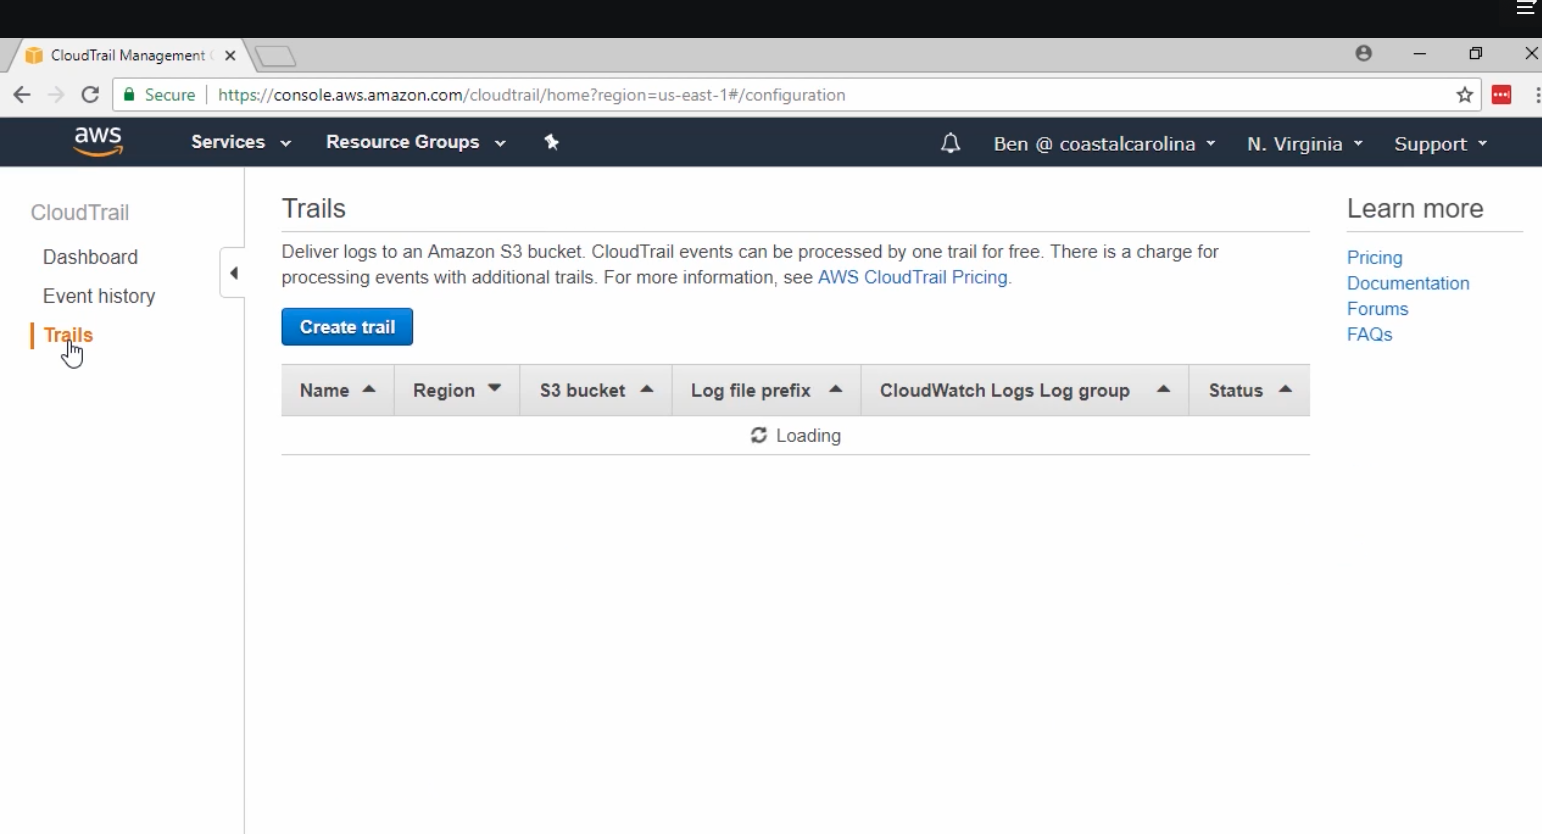 CloudTrail Management
Secure
https://console.aws.amazon.com/cloudtrail/home?region=us-east-1#/configuration
aws
Services
Resource Groups
Ben @ coastalcarolina
N. Virginia
Support
CloudTrail
Dashboard
Event history
Trails
Trails
Deliver logs to an Amazon S3 bucket. CloudTrail events can be processed by one trail for free. There is a charge for
processing events with additional trails. For more information, see AWS CloudTrail Pricing.
Create trail
Name
Region
S3 bucket
Log file prefix
CloudWatch Logs Log group
Status
Loading
Learn more
Pricing
Documentation
Forums
FAQs